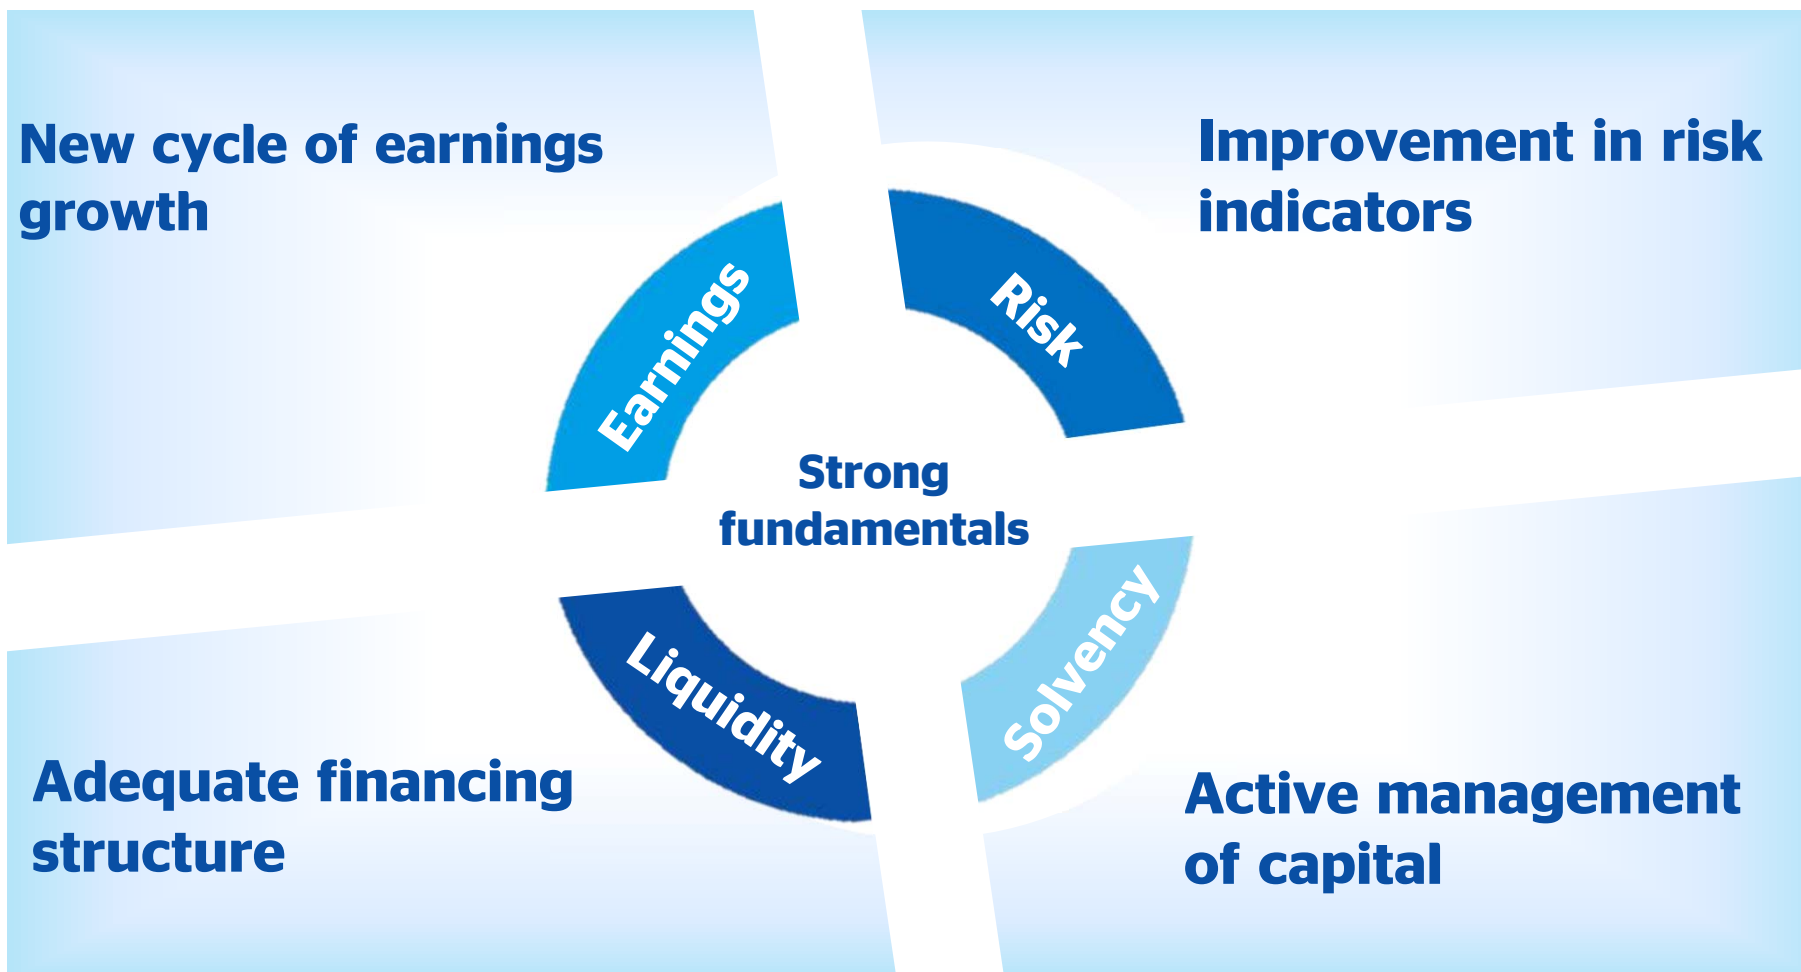 New cycle of earnings
growth
Improvement in risk
indicators
Earnings
Risk
Strong
fundamentals
Liquidity
Solvency
Adequate financing
structure
Active management
of capital